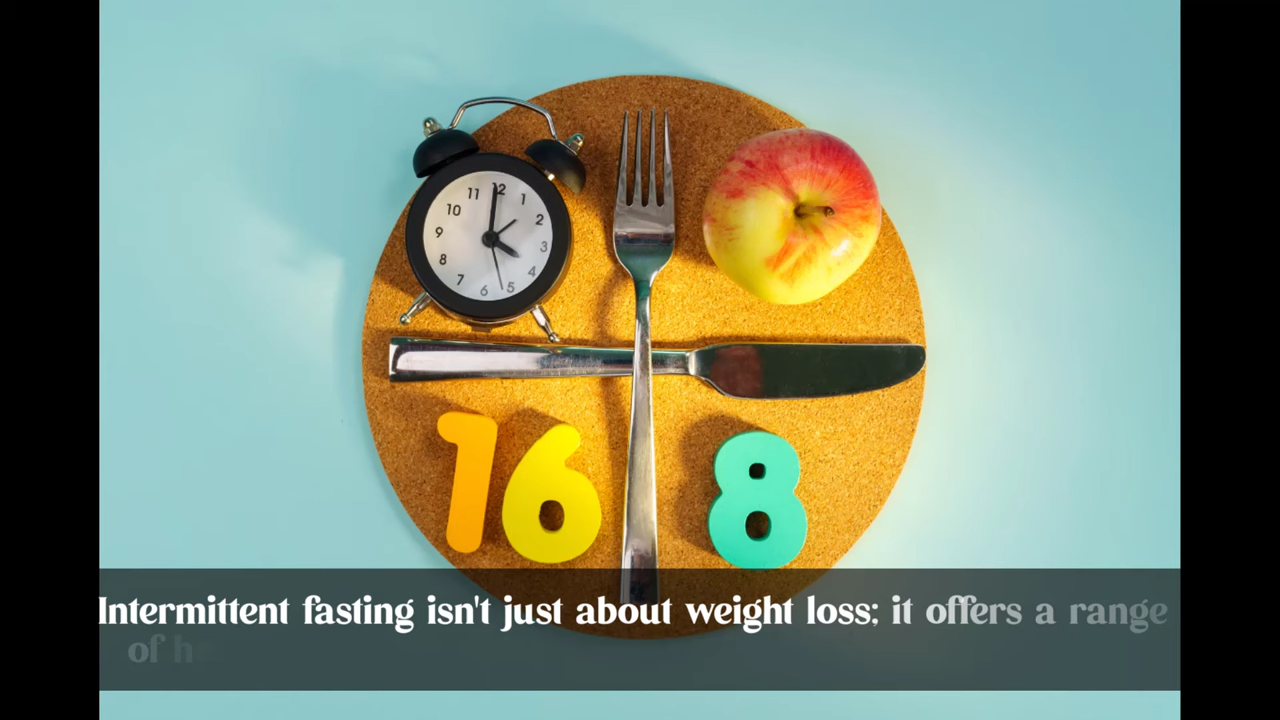 11 12 1
10 2
9 3
8 4
7 6 5
16 8
Intermittent fasting isn't just about weight loss; it offers a range
of